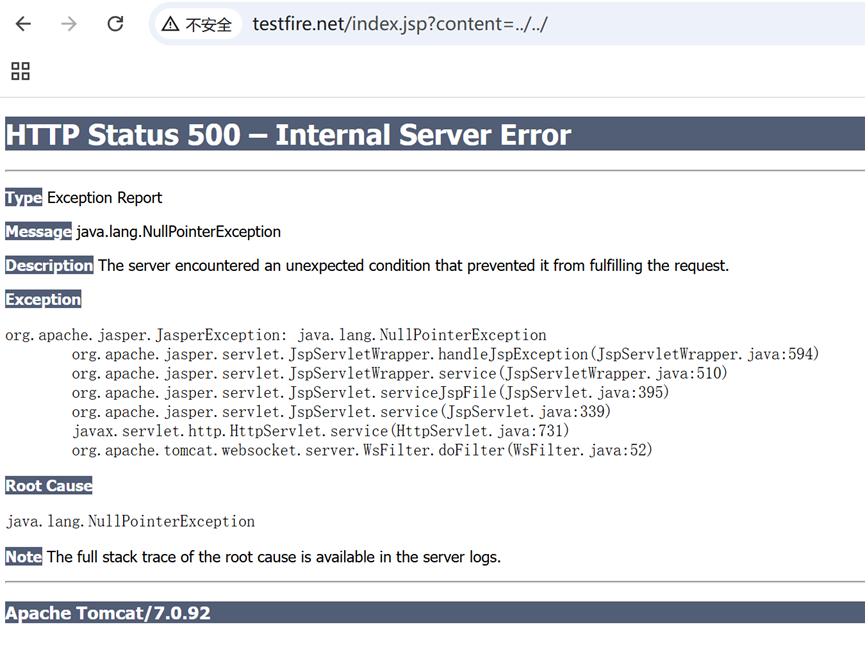 不安全 testfire.net/index.jsp?content=../../
HTTP Status 500 – Internal Server Error
Type Exception Report
Message java.lang.NullPointerException
Description The server encountered an unexpected condition that prevented it from fulfilling the request.
Exception
org.apache.jasper.JasperException: java.lang.NullPointerException
org.apache.jasper.servlet.JspServletWrapper.handleJspException(JspServletWrapper.java:594)
org.apache.jasper.servlet.JspServletWrapper.service(JspServletWrapper.java:510)
org.apache.jasper.servlet.JspServlet.serviceJspFile(JspServlet.java:395)
org.apache.jasper.servlet.JspServlet.service(JspServlet.java:339)
javax.servlet.http.HttpServlet.service(HttpServlet.java:731)
org.apache.tomcat.websocket.server.WsFilter.doFilter(WsFilter.java:52)
Root Cause
java.lang.NullPointerException
Note The full stack trace of the root cause is available in the server logs.
Apache Tomcat/7.0.92